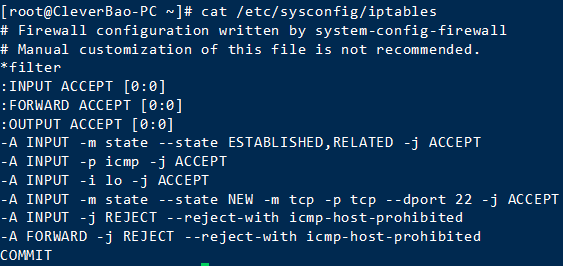 [root@CleverBao-PC ~]# cat /etc/sysconfig/iptables
# Firewall configuration written by system-config-firewall
# Manual customization of this file is not recommended.
*filter
:INPUT ACCEPT [0:0]
:FORWARD ACCEPT [0:0]
:OUTPUT ACCEPT [0:0]
-A INPUT -m state --state ESTABLISHED,RELATED -j ACCEPT
-A INPUT -p icmp -j ACCEPT
-A INPUT -i lo -j ACCEPT
-A INPUT -m state --state NEW -m tcp -p tcp --dport 22 -j ACCEPT
-A INPUT -j REJECT --reject-with icmp-host-prohibited
-A FORWARD -j REJECT --reject-with icmp-host-prohibited
COMMIT